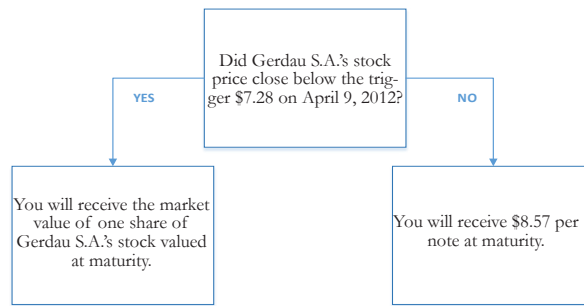 Did Gerdau S.A.'s stock
price close below the trig-
ger $7.28 on April 9, 2012?
YES
NO
You will receive the market
value of one share of
Gerdau S.A.'s stock valued
at maturity.
You will receive $8.57 per
note at maturity.